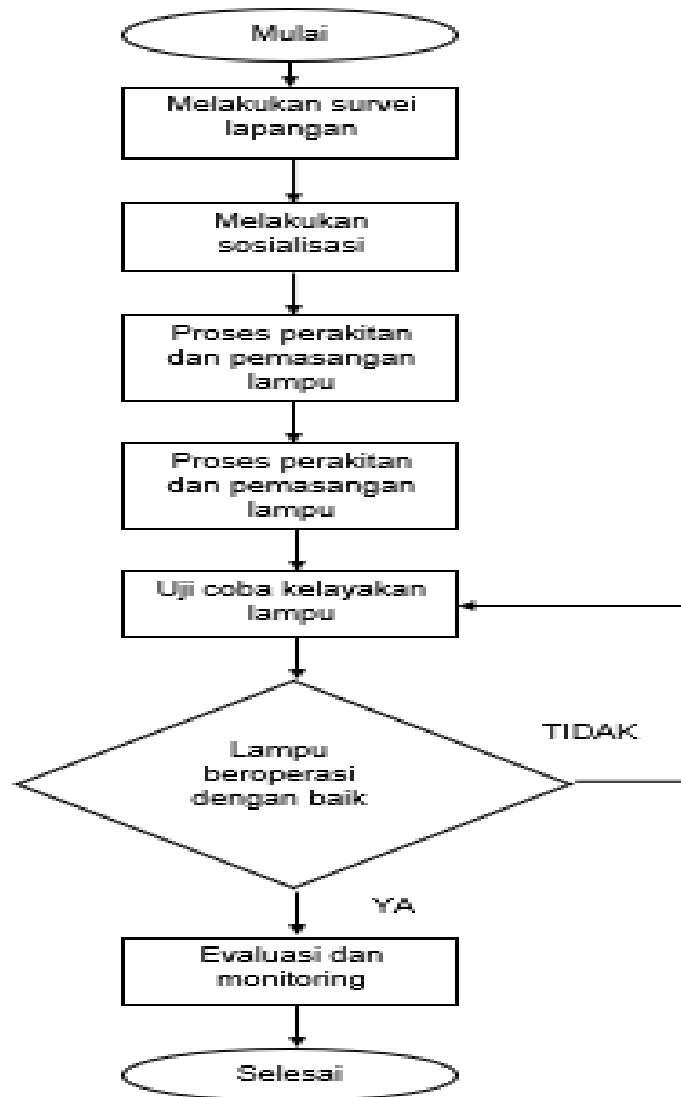 Mulai
Melakukan survei
lapangan
Melakukan
sosialisasi
Proses perakitan
dan pemasangan
lampu
Proses perakitan
dan pemasangan
lampu
Uji coba kelayakan
lampu
Lampu
beroperasi
dengan baik
TIDAK
YA
Evaluasi dan
monitoring
Selesai